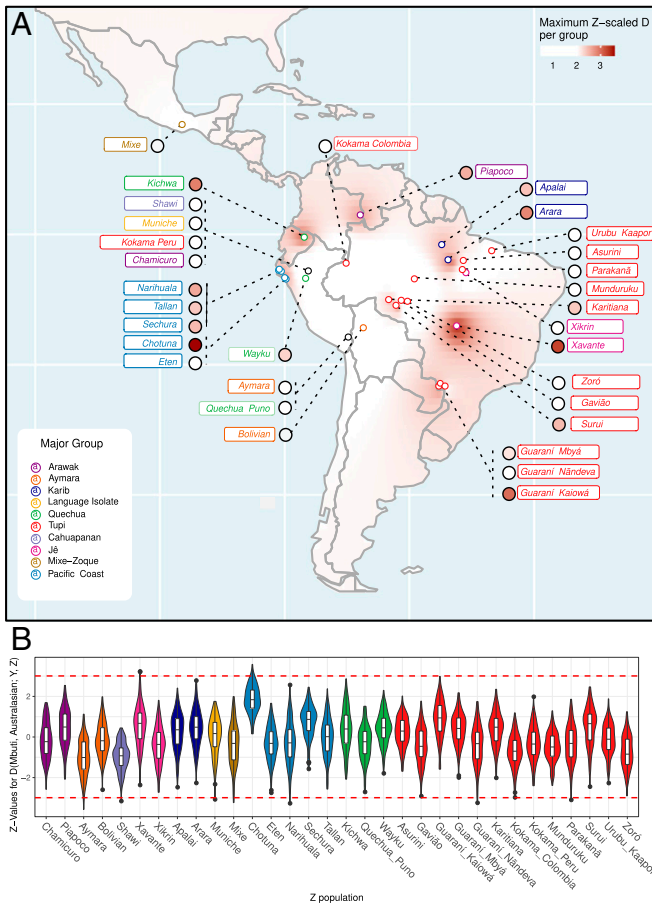 A
Maximum Z-scaled D
per group
1 2 3
Mixe
Kokama Colombia
Piapoco
Kichwa
Apalai
Shawi
Arara
Muniche
Urubu Kaapor
Kokama Peru
Asurini
Chamicuro
Parakanã
Narihuala
Munduruku
Tallan
Karitiana
Sechura
Xikrin
Chotuna
Xavante
Eten
Wayku
Zoró
Aymara
Gavião
Quechua Puno
Surui
Bolivian
Guaraní Mbyá
Guaraní Nãndeva
Guaraní Kaiowá
Major Group
a Arawak
a Aymara
a Karib
a Language Isolate
a Quechua
a Tupi
a Cahuapanan
a Jê
a Mixe–Zoque
a Pacific Coast
B
Z-Values for D(Mbuti, Australasian: Y, Z)
2
0
−2
Chamicuro
Piapoco
Aymara
Bolivian
Shawi
Xavante
Xikrin
Apalai
Arara
Muniche
Mixe
Chotuna
Eten
Narihuala
Sechura
Tallan
Kichwa
Quechua_Puno
Wayku
Asurini
Gavião
Guarani_Kaiowá
Guarani_Mbyá
Guarani_Nãndeva
Karitiana
Kokama_Colombia
Kokama_Peru
Munduruku
Parakanã
Surui
Urubu_Kaapor
Zoró
Z population